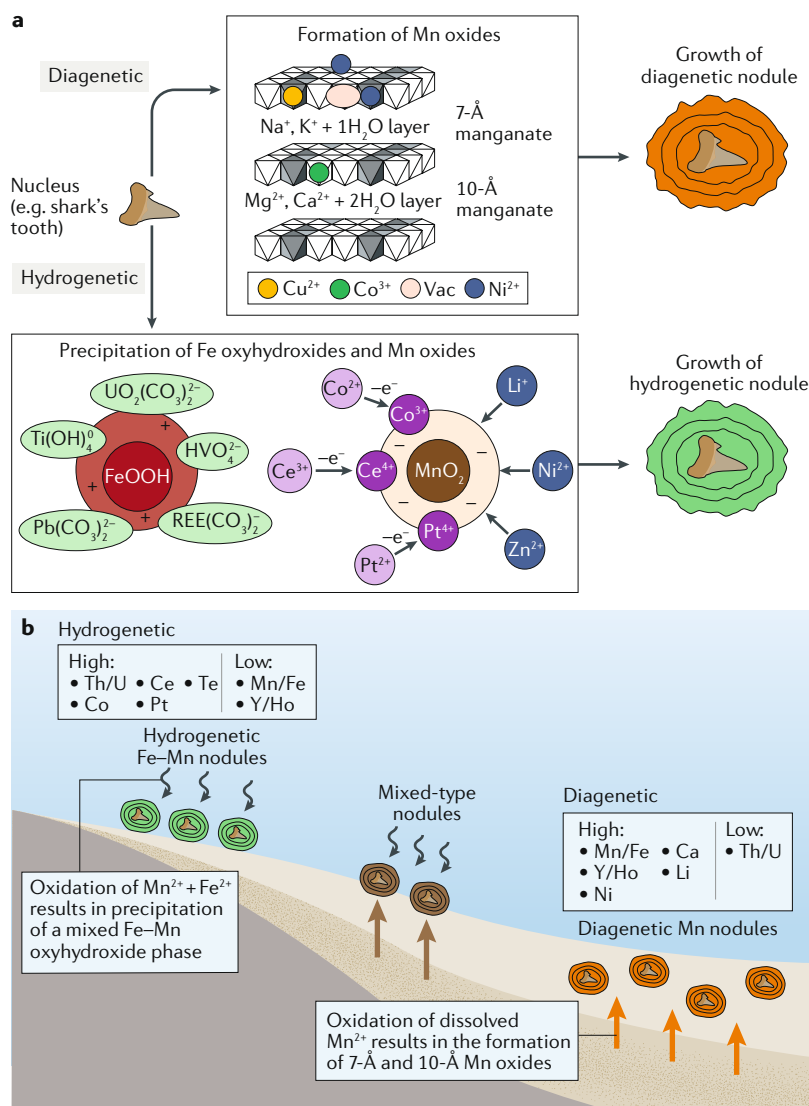 a
Formation of Mn oxides
Growth of
diagenetic nodule
Diagenetic
Na⁺, K⁺ + 1H₂O layer
7-Å
manganate
Nucleus
(e.g. shark's
tooth)
Mg²⁺, Ca²⁺ + 2H₂O layer
10-Å
manganate
Hydrogenetic
Cu²⁺ Co³⁺ Vac Ni²⁺
Precipitation of Fe oxyhydroxides and Mn oxides
Growth of
hydrogenetic nodule
UO₂(CO₃)₂²⁻
Ti(OH)₄⁰
HVO₄²⁻
FeOOH
Pb(CO₃)₂²⁻
REE(CO₃)₂⁻
+ + + +
Co²⁺ –e⁻ Co³⁺
Li⁺
Ce³⁺ –e⁻ Ce⁴⁺
MnO₂
Ni²⁺
Pt²⁺ –e⁻ Pt⁴⁺
Zn²⁺
– – – – – –
b
Hydrogenetic
High:
• Th/U • Ce • Te
• Co • Pt
Low:
• Mn/Fe
• Y/Ho
Hydrogenetic
Fe–Mn nodules
Mixed-type
nodules
Diagenetic
High:
• Mn/Fe • Ca
• Y/Ho • Li
• Ni
Low:
• Th/U
Diagenetic Mn nodules
Oxidation of Mn²⁺ + Fe²⁺
results in precipitation
of a mixed Fe–Mn
oxyhydroxide phase
Oxidation of dissolved
Mn²⁺ results in the formation
of 7-Å and 10-Å Mn oxides